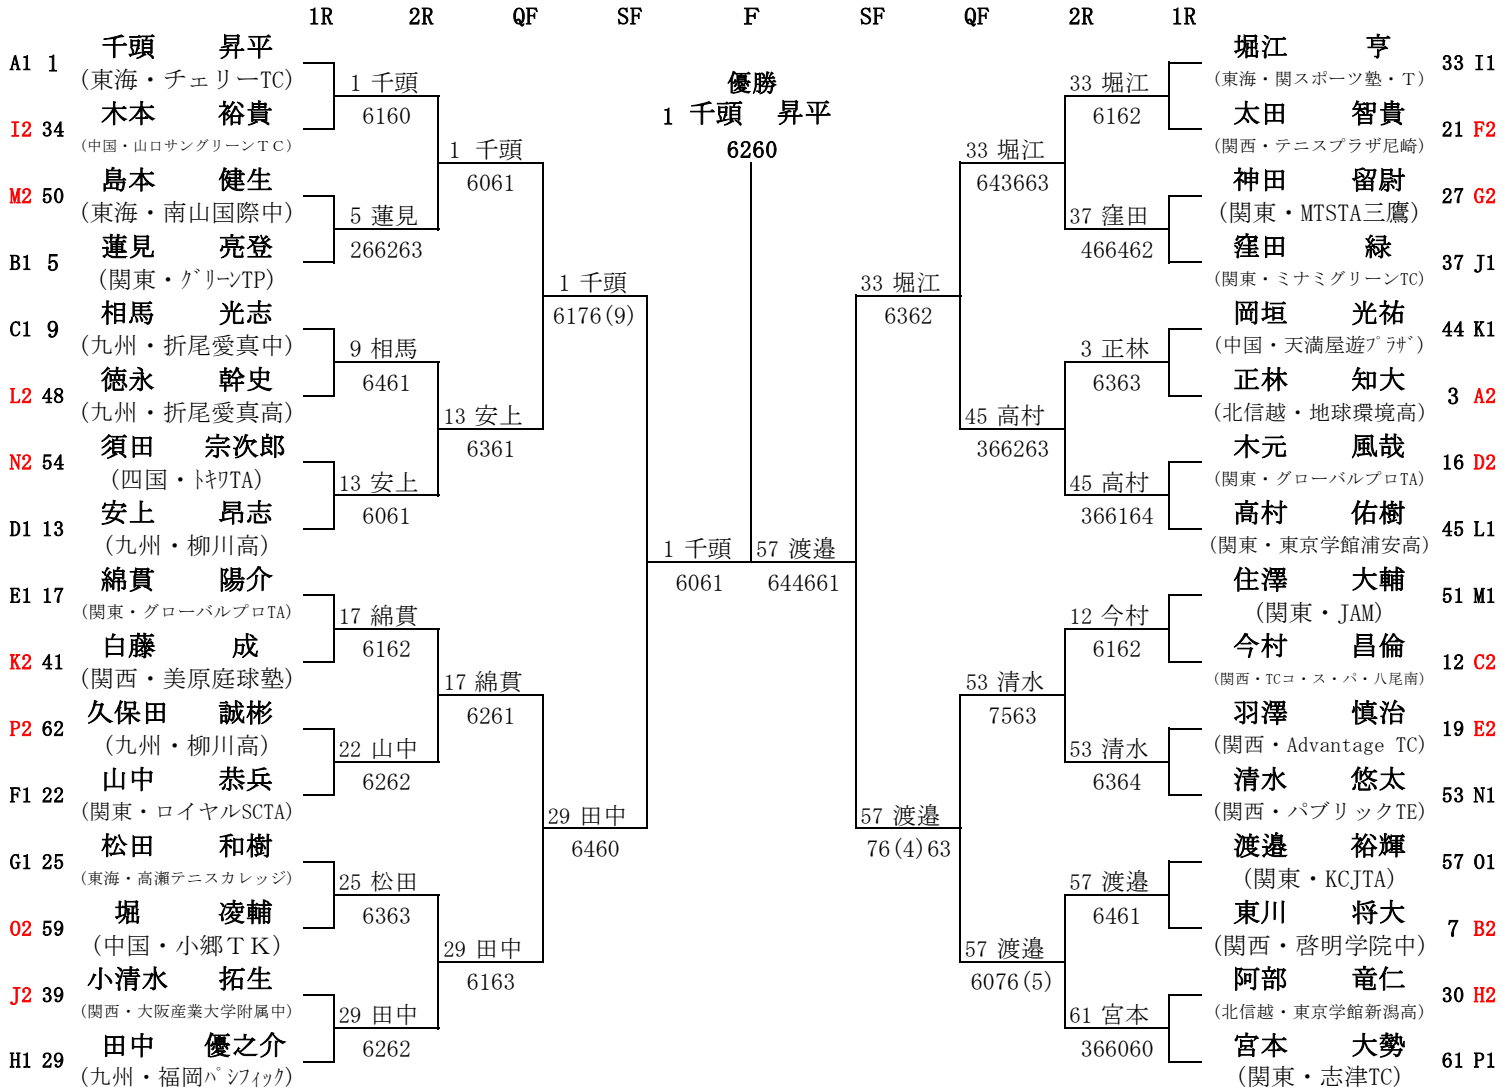 1R 2R QF SF F SF QF 2R 1R
A1 1 千頭 昇平
(東海・チェリーTC)
I2 34 木本 裕貴
(中国・山口サングリーンTC)
M2 50 島本 健生
(東海・南山国際中)
B1 5 蓮見 亮登
(関東・グリーンTP)
C1 9 相馬 光志
(九州・折尾愛真中)
L2 48 徳永 幹史
(九州・折尾愛真高)
N2 54 須田 宗次郎
(四国・トキワTA)
D1 13 安上 昂志
(九州・柳川高)
E1 17 綿貫 陽介
(関東・グローバルプロTA)
K2 41 白藤 成
(関西・美原庭球塾)
P2 62 久保田 誠彬
(九州・柳川高)
F1 22 山中 恭兵
(関東・ロイヤルSCTA)
G1 25 松田 和樹
(東海・高瀬テニスカレッジ)
O2 59 堀 凌輔
(中国・小郷TK)
J2 39 小清水 拓生
(関西・大阪産業大学附属中)
H1 29 田中 優之介
(九州・福岡パシフィック)
1 千頭
6160
5 蓮見
266263
9 相馬
6461
13 安上
6061
17 綿貫
6162
22 山中
6262
25 松田
6363
29 田中
6262
1 千頭
6061
13 安上
6361
17 綿貫
6261
29 田中
6163
1 千頭
6176(9)
29 田中
6460
1 千頭
6061
優勝
1 千頭 昇平
6260
57 渡邉
644661
33 堀江
6362
57 渡邉
76(4)63
33 堀江
643663
45 高村
366263
53 清水
7563
57 渡邉
6076(5)
33 堀江
6162
37 窪田
466462
3 正林
6363
45 高村
366164
12 今村
6162
53 清水
6364
57 渡邉
6461
61 宮本
366060
堀江 亨 33 I1
(東海・関スポーツ塾・T)
太田 智貴 21 F2
(関西・テニスプラザ尼崎)
神田 留尉 27 G2
(関東・MTSTA三鷹)
窪田 緑 37 J1
(関東・ミナミグリーンTC)
岡垣 光祐 44 K1
(中国・天満屋遊プラザ)
正林 知大 3 A2
(北信越・地球環境高)
木元 風哉 16 D2
(関東・グローバルプロTA)
高村 佑樹 45 L1
(関東・東京学館浦安高)
住澤 大輔 51 M1
(関東・JAM)
今村 昌倫 12 C2
(関西・TCコ・ス・パ・八尾南)
羽澤 慎治 19 E2
(関西・Advantage TC)
清水 悠太 53 N1
(関西・パブリックTE)
渡邉 裕輝 57 O1
(関東・KCJTA)
東川 将大 7 B2
(関西・啓明学院中)
阿部 竜仁 30 H2
(北信越・東京学館新潟高)
宮本 大勢 61 P1
(関東・志津TC)